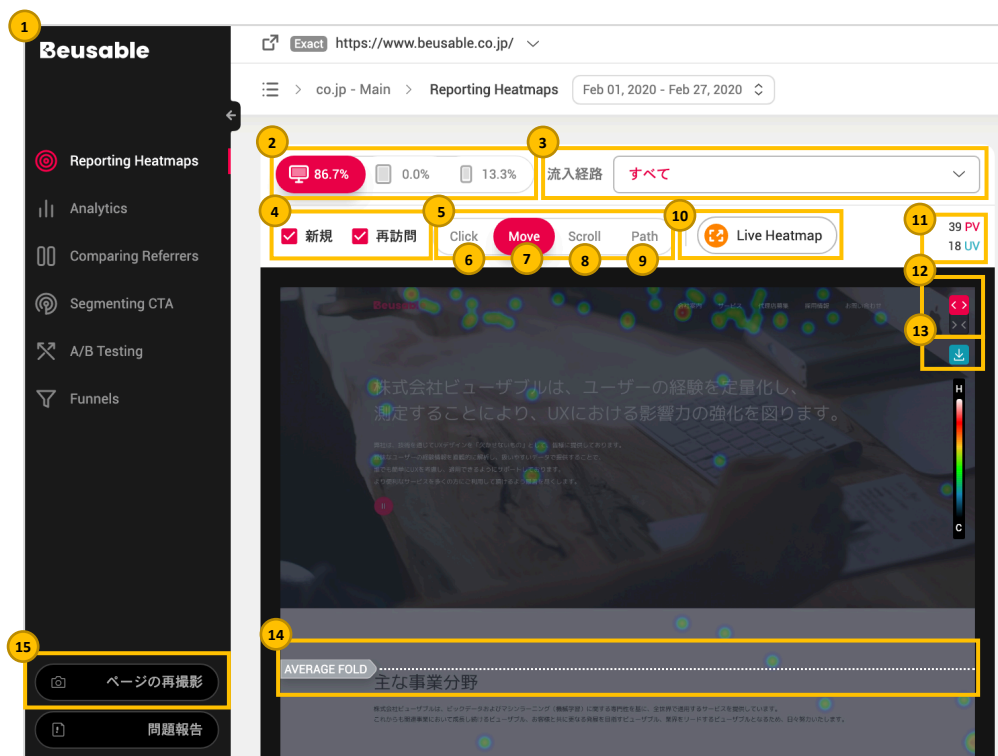 1
Beusable
Exact https://www.beusable.co.jp/
co.jp - Main > Reporting Heatmaps Feb 01, 2020 - Feb 27, 2020
Reporting Heatmaps
Analytics
Comparing Referrers
Segmenting CTA
A/B Testing
Funnels
15
ページの再撮影
問題報告
2
86.7% 0.0% 13.3%
3
流入経路 すべて
4
新規 再訪問
5
Click Move Scroll Path
6 7 8 9
10
Live Heatmap
11
39 PV
18 UV
12
13
H
C
Beusable
株式会社ビューザブルは、ユーザーの経験を定量化し、
測定することにより、UXにおける影響力の強化を図ります。
14
AVERAGE FOLD
主な事業分野